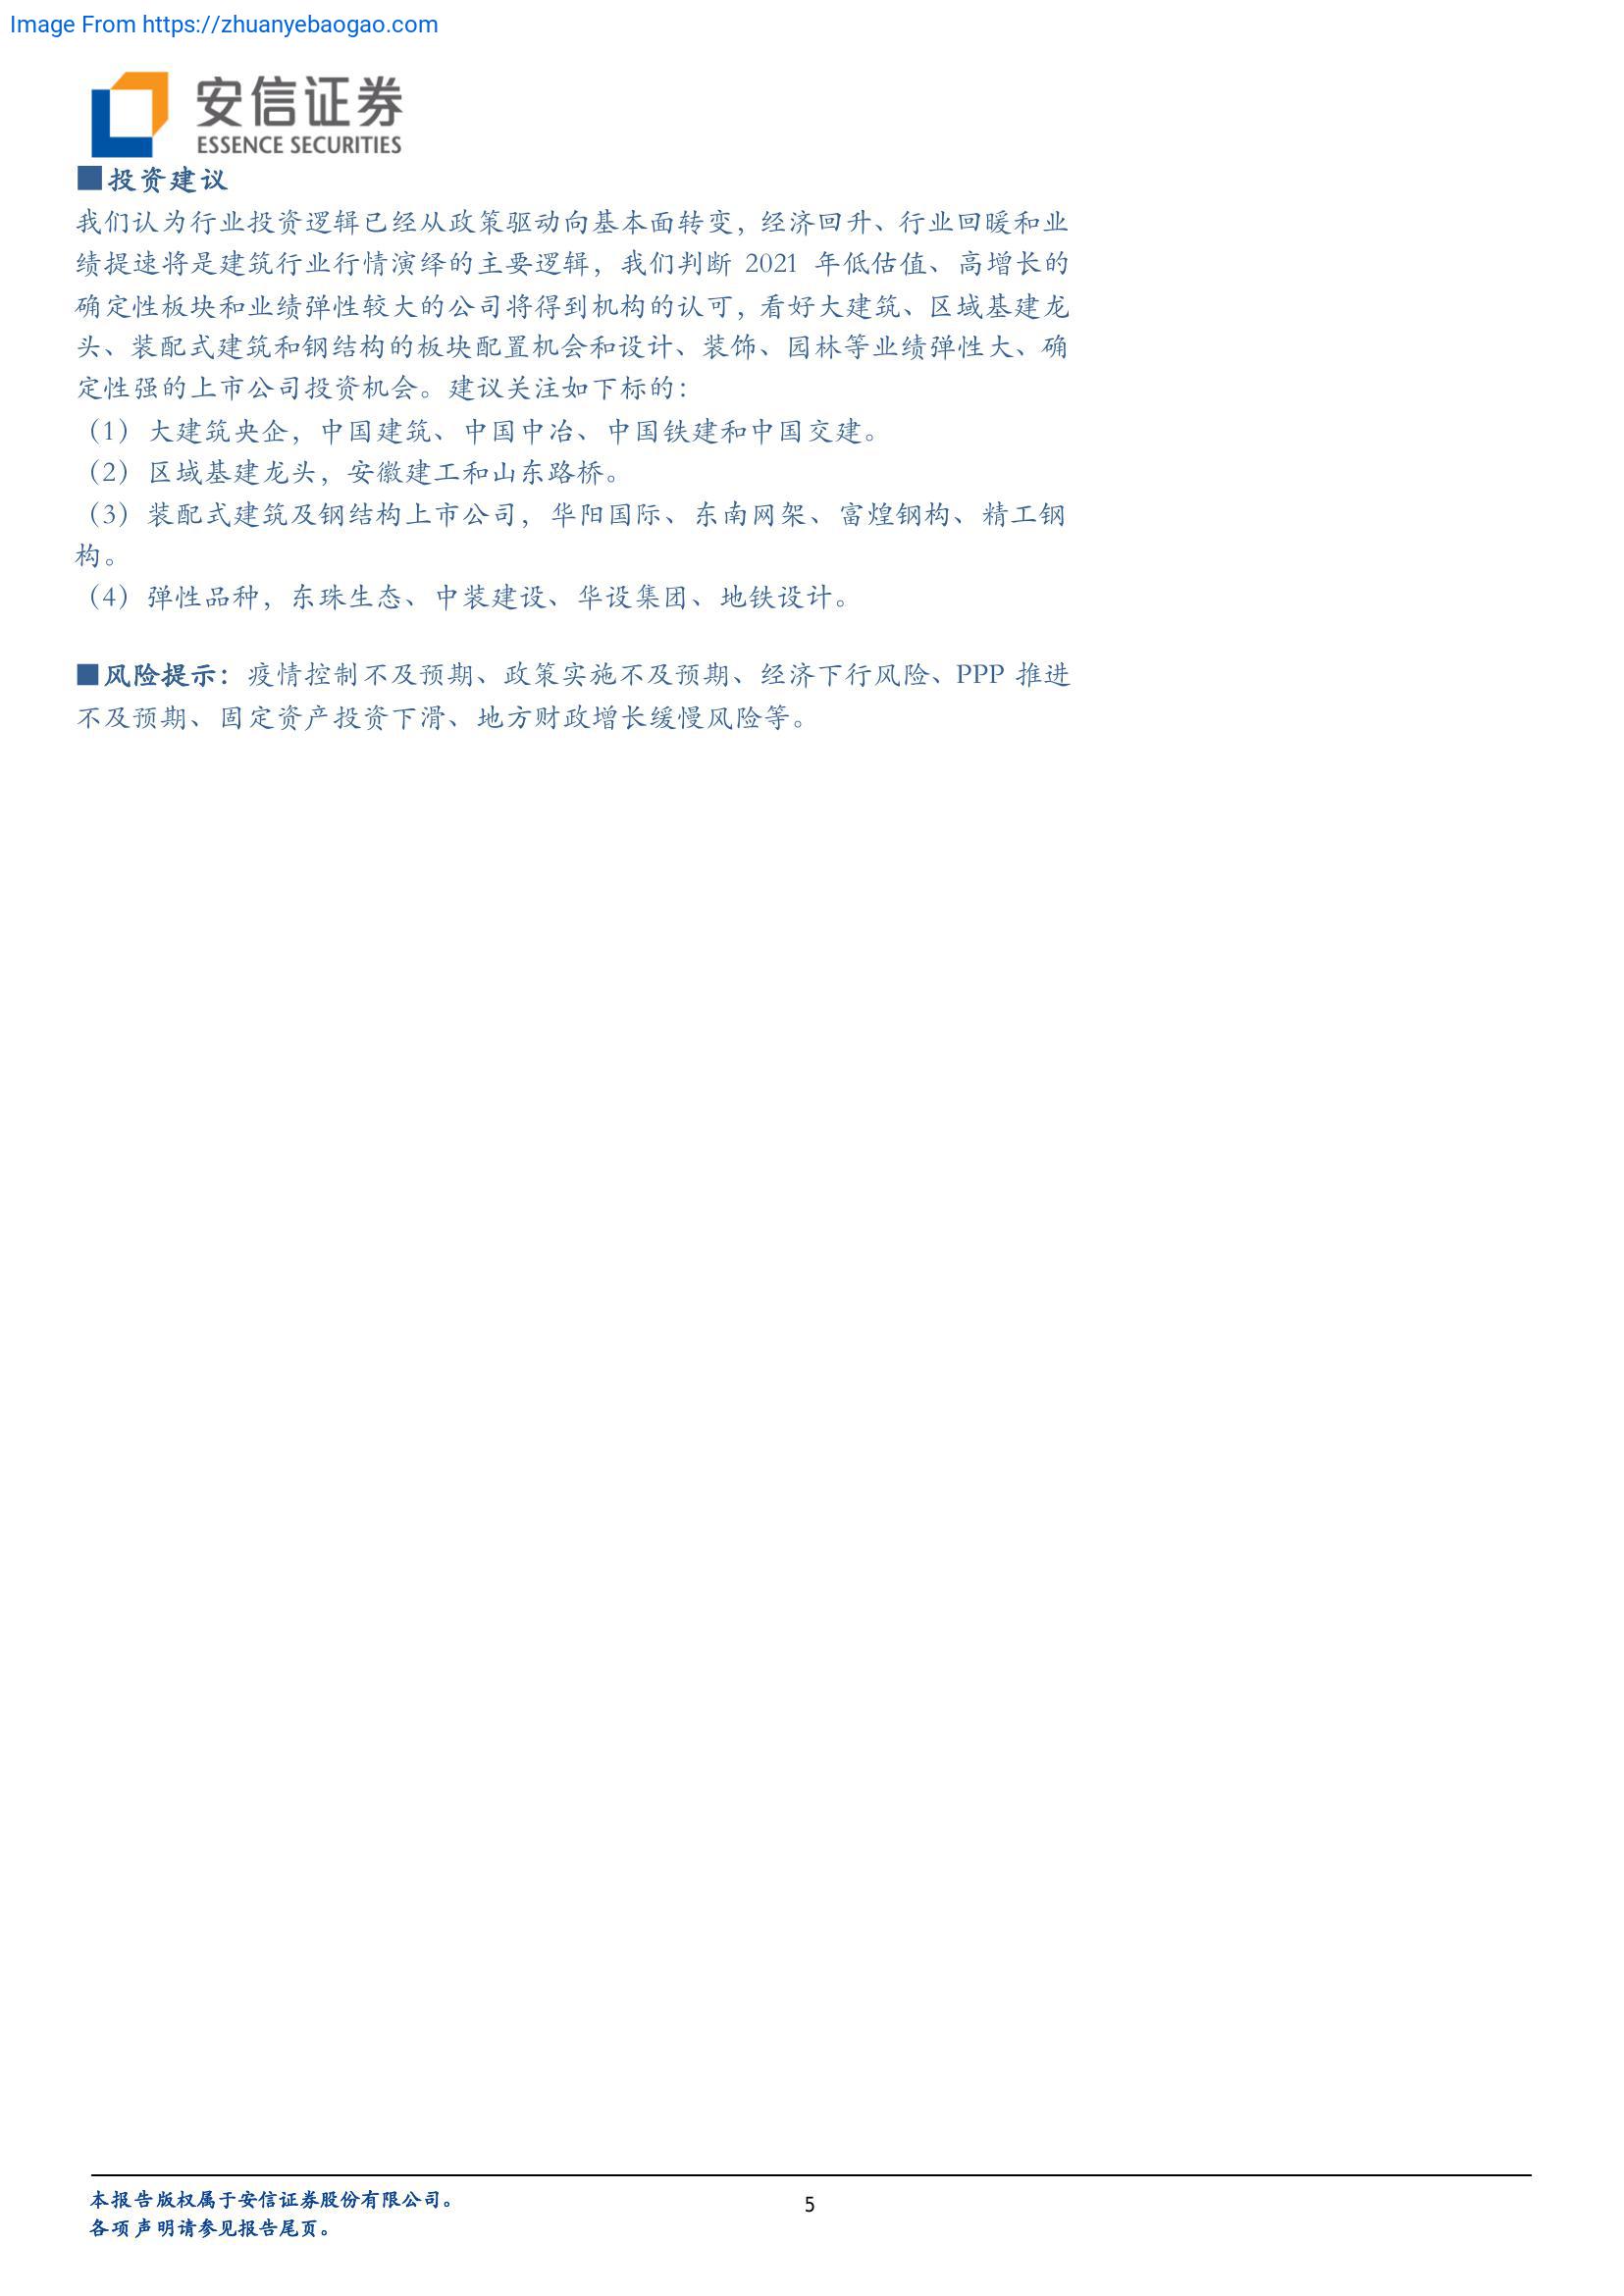 Image From https://zhuanyebaogao.com
安信证券
ESSENCE SECURITIES
■投资建议
我们认为行业投资逻辑已经从政策驱动向基本面转变，经济回升、行业回暖和业
绩提速将是建筑行业行情演绎的主要逻辑，我们判断 2021 年低估值、高增长的
确定性板块和业绩弹性较大的公司将得到机构的认可，看好大建筑、区域基建龙
头、装配式建筑和钢结构的板块配置机会和设计、装饰、园林等业绩弹性大、确
定性强的上市公司投资机会。建议关注如下标的：
（1）大建筑央企，中国建筑、中国中冶、中国铁建和中国交建。
（2）区域基建龙头，安徽建工和山东路桥。
（3）装配式建筑及钢结构上市公司，华阳国际、东南网架、富煌钢构、精工钢
构。
（4）弹性品种，东珠生态、中装建设、华设集团、地铁设计。
■风险提示：疫情控制不及预期、政策实施不及预期、经济下行风险、PPP 推进
不及预期、固定资产投资下滑、地方财政增长缓慢风险等。
本报告版权属于安信证券股份有限公司。
5
各项声明请参见报告尾页。